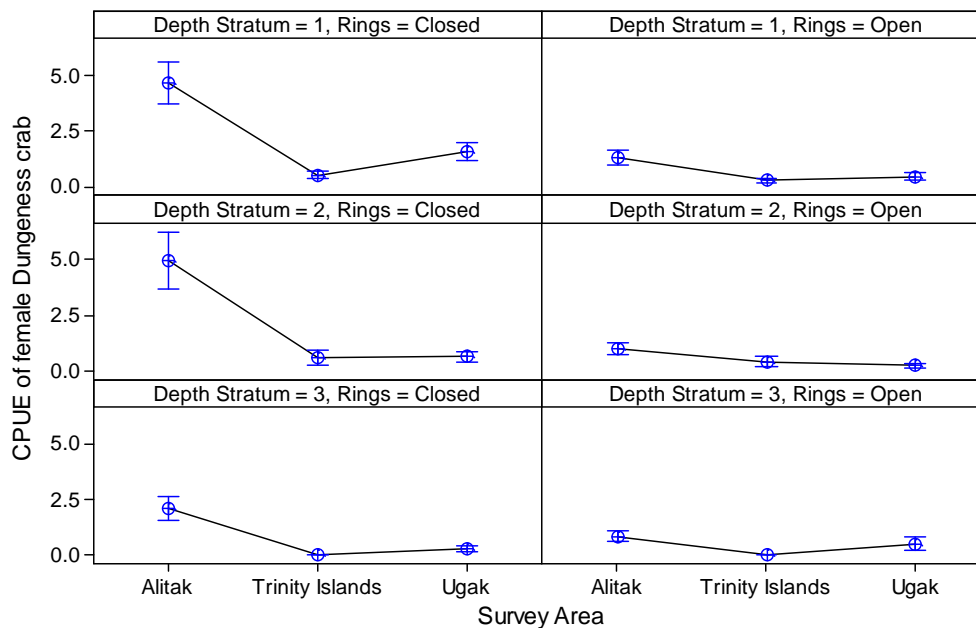 Depth Stratum = 1, Rings = Closed
Depth Stratum = 1, Rings = Open
5.0
2.5
0.0
Depth Stratum = 2, Rings = Closed
Depth Stratum = 2, Rings = Open
5.0
2.5
0.0
Depth Stratum = 3, Rings = Closed
Depth Stratum = 3, Rings = Open
5.0
2.5
0.0
CPUE of female Dungeness crab
Alitak
Trinity Islands
Ugak
Alitak
Trinity Islands
Ugak
Survey Area